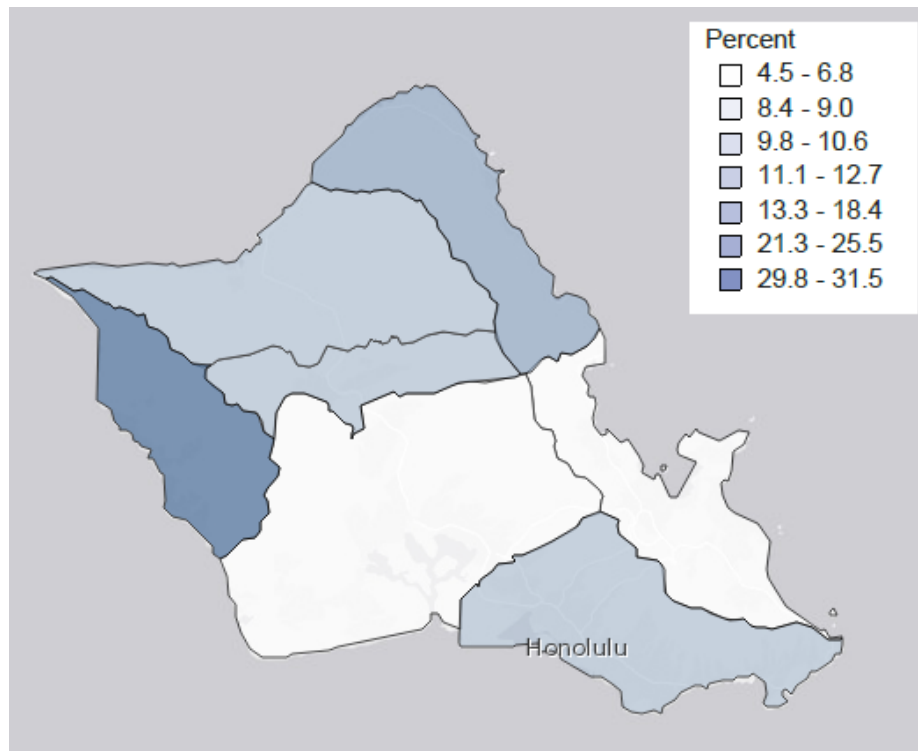 Percent
4.5 - 6.8
8.4 - 9.0
9.8 - 10.6
11.1 - 12.7
13.3 - 18.4
21.3 - 25.5
29.8 - 31.5
Honolulu